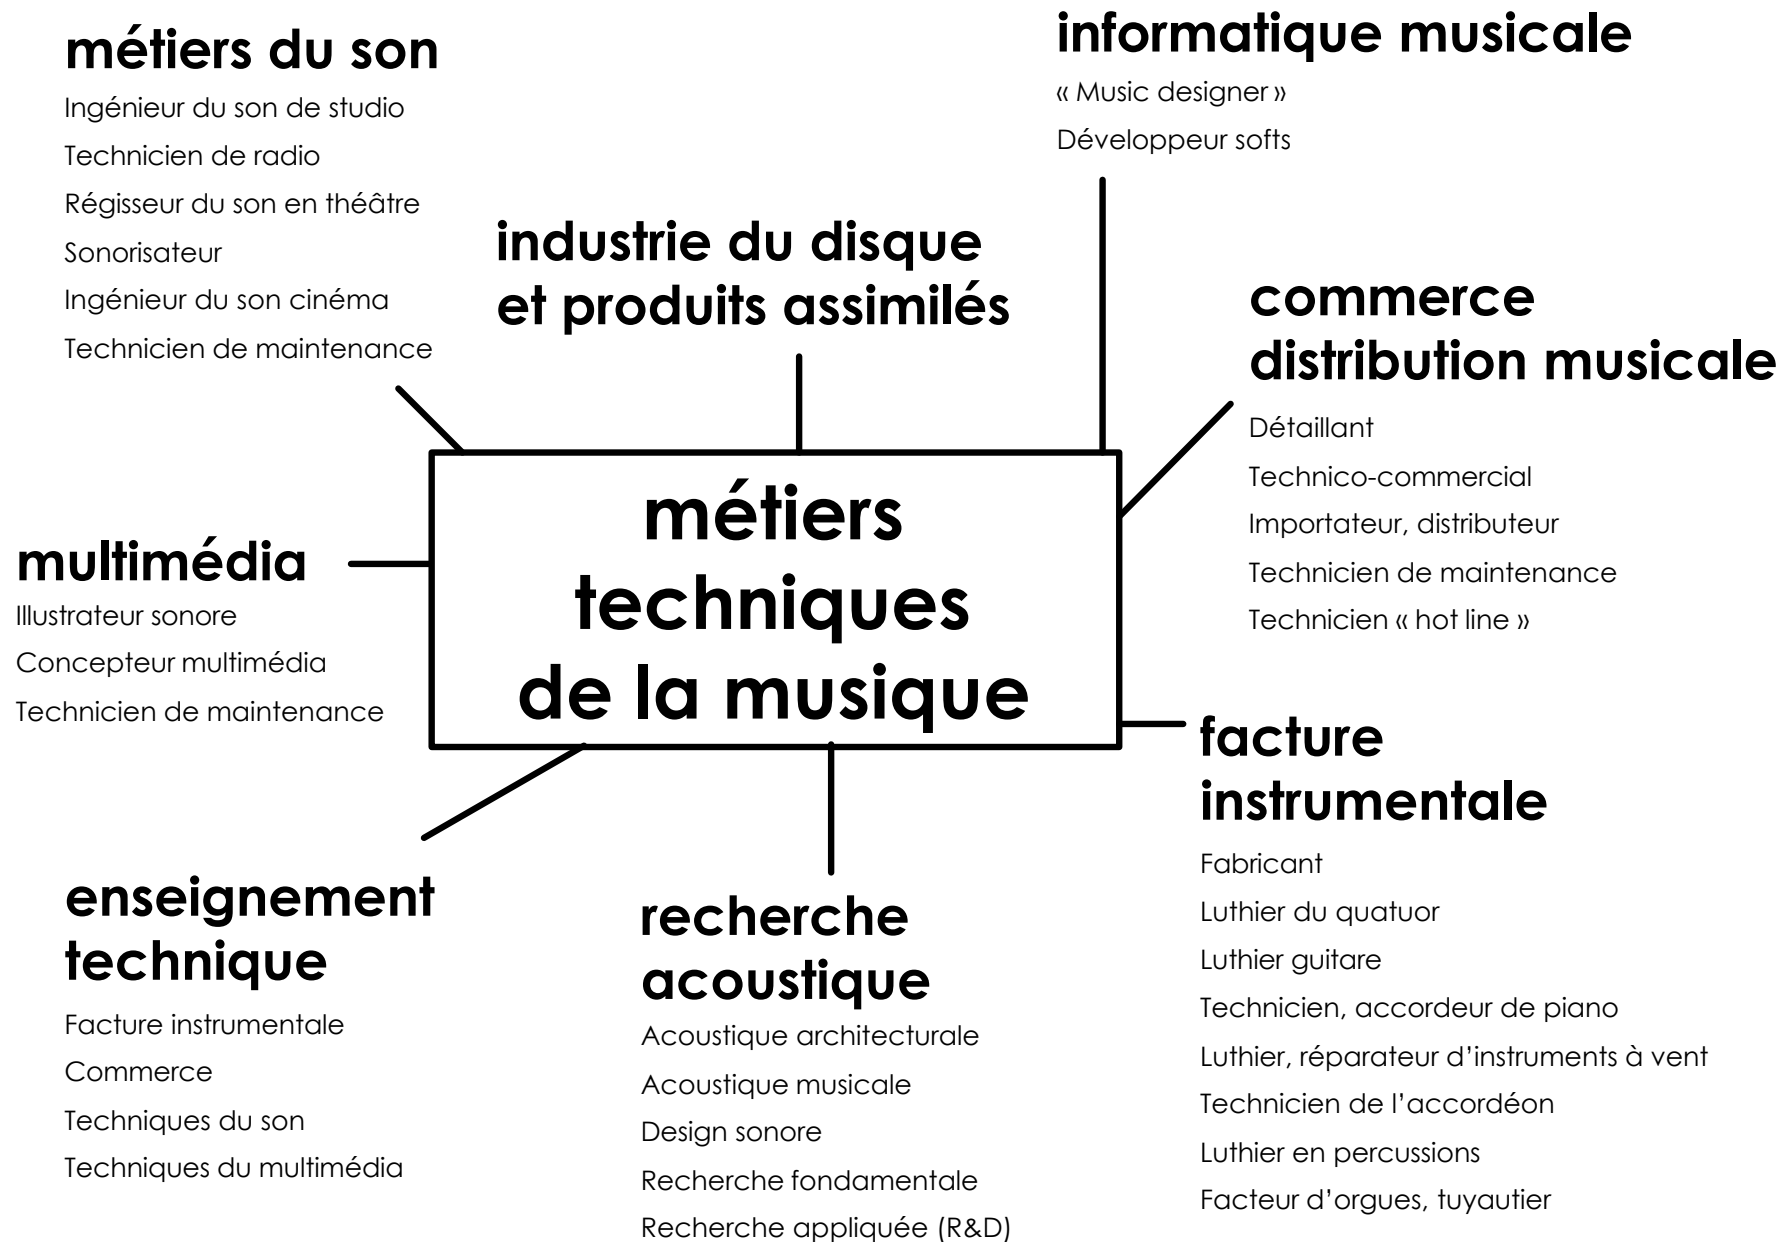 métiers du son
Ingénieur du son de studio
Technicien de radio
Régisseur du son en théâtre
Sonorisateur
Ingénieur du son cinéma
Technicien de maintenance
industrie du disque
et produits assimilés
informatique musicale
« Music designer »
Développeur softs
commerce
distribution musicale
Détaillant
Technico-commercial
Importateur, distributeur
Technicien de maintenance
Technicien « hot line »
métiers
techniques
de la musique
multimédia
Illustrateur sonore
Concepteur multimédia
Technicien de maintenance
facture
instrumentale
Fabricant
Luthier du quatuor
Luthier guitare
Technicien, accordeur de piano
Luthier, réparateur d’instruments à vent
Technicien de l’accordéon
Luthier en percussions
Facteur d’orgues, tuyautier
enseignement
technique
Facture instrumentale
Commerce
Techniques du son
Techniques du multimédia
recherche
acoustique
Acoustique architecturale
Acoustique musicale
Design sonore
Recherche fondamentale
Recherche appliquée (R&D)